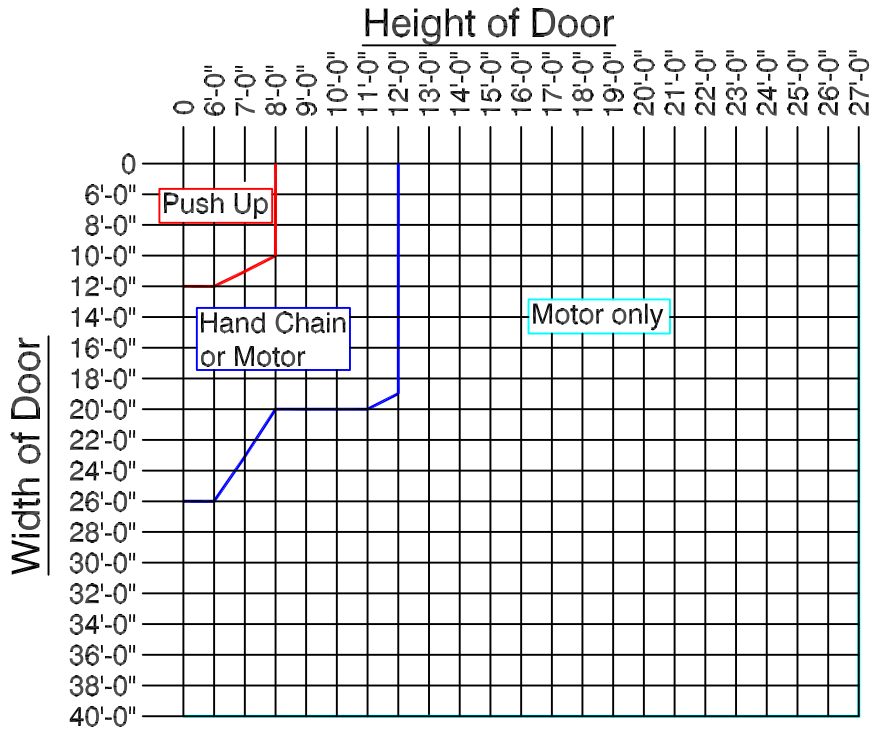 Height of Door
0 6'-0" 7'-0" 8'-0" 9'-0" 10'-0" 11'-0" 12'-0" 13'-0" 14'-0" 15'-0" 16'-0" 17'-0" 18'-0" 19'-0" 20'-0" 21'-0" 22'-0" 23'-0" 24'-0" 25'-0" 26'-0" 27'-0"
Width of Door
0
6'-0"
8'-0"
10'-0"
12'-0"
14'-0"
16'-0"
18'-0"
20'-0"
22'-0"
24'-0"
26'-0"
28'-0"
30'-0"
32'-0"
34'-0"
36'-0"
38'-0"
40'-0"
Push Up
Hand Chain
or Motor
Motor only